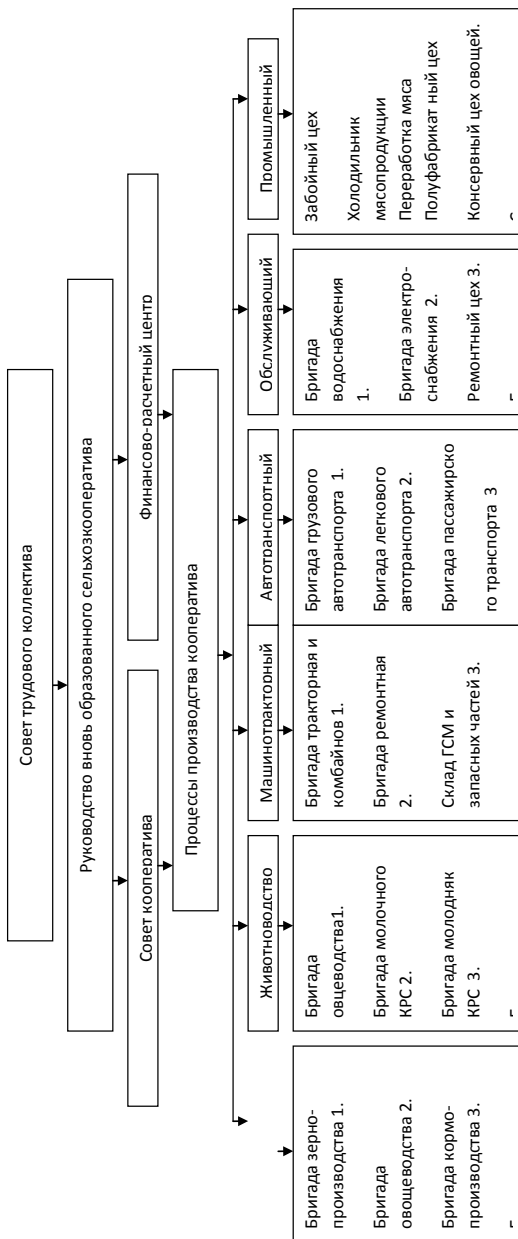 Совет трудового коллектива
Руководство вновь образованного сельхозкооператива
Совет кооператива
Финансово-расчетный центр
Процессы производства кооператива
Животноводство
Машинотракторный
Автотранспортный
Обслуживающий
Промышленный
Бригада зерно-
производства 1.
Бригада
овощеводства 2.
Бригада кормо-
производства 3.
Бригада
овцеводства1.
Бригада молочного
КРС 2.
Бригада молодняк
КРС 3.
Бригада тракторная и
комбайнов 1.
Бригада ремонтная
2.
Склад ГСМ и
запасных частей 3.
Бригада грузового
автотранспорта 1.
Бригада легкового
автотранспорта 2.
Бригада пассажирско
го транспорта 3
Бригада
водоснабжения
1.
Бригада электро-
снабжения 2.
Ремонтный цех 3.
Забойный цех
Холодильник
мясопродукции
Переработка мяса
Полуфабрикат ный цех
Консервный цех овощей.